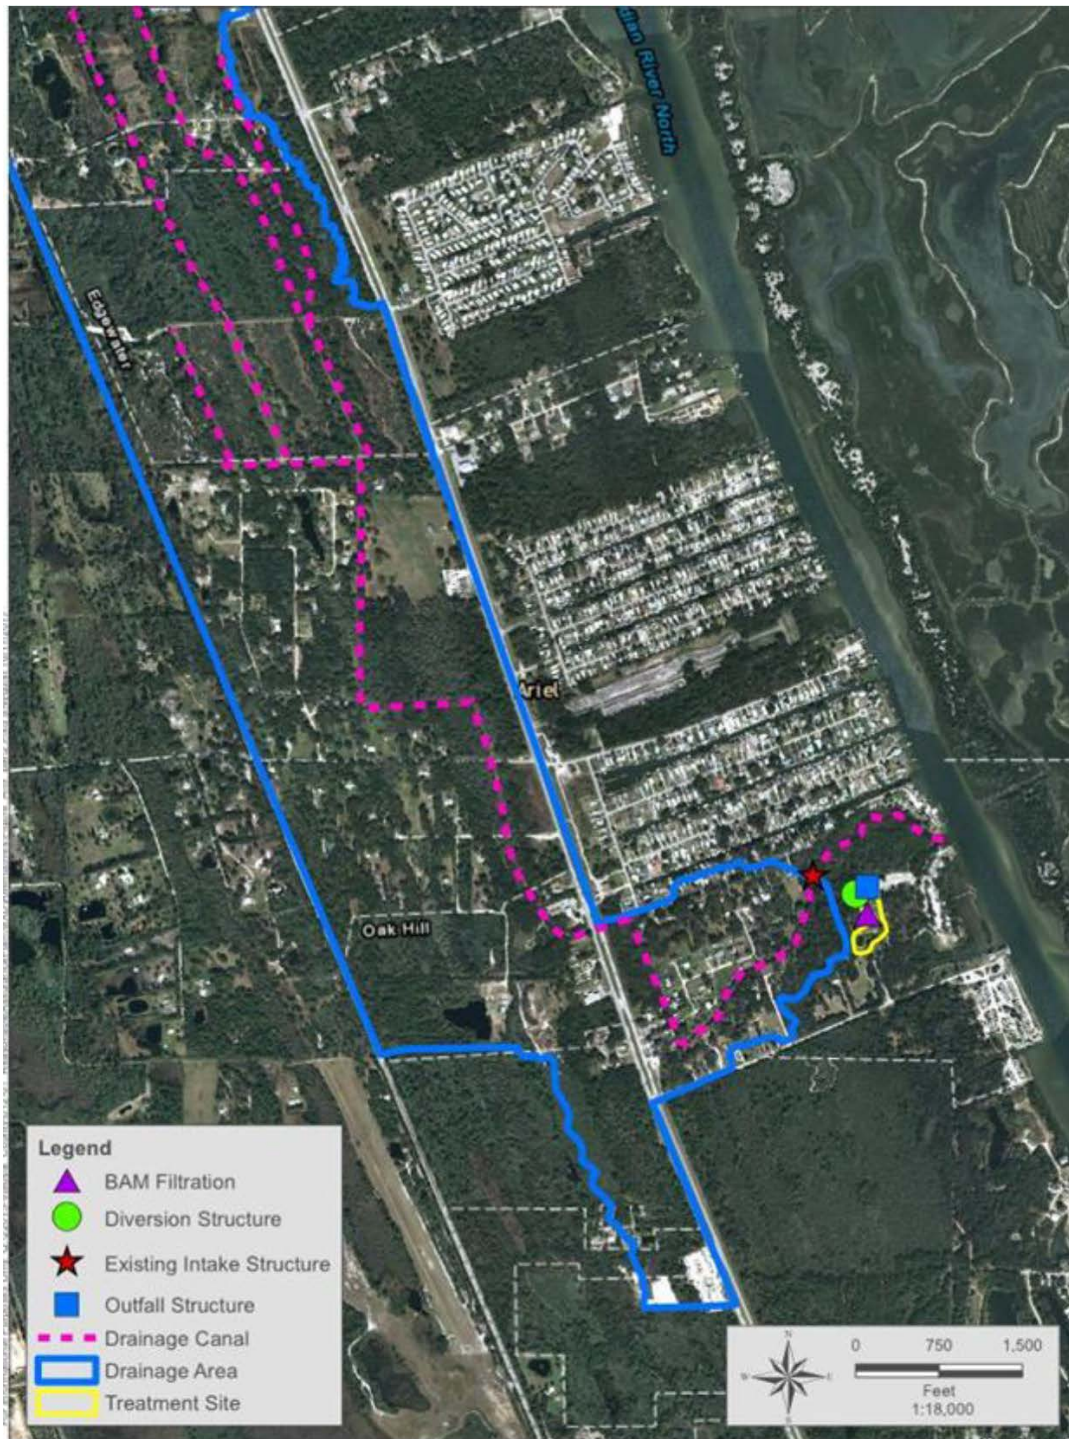 Indian River North
Edgewater
Ariel
Oak Hill
Legend
BAM Filtration
Diversion Structure
Existing Intake Structure
Outfall Structure
Drainage Canal
Drainage Area
Treatment Site
N
W E
S
0 750 1,500
Feet
1:18,000